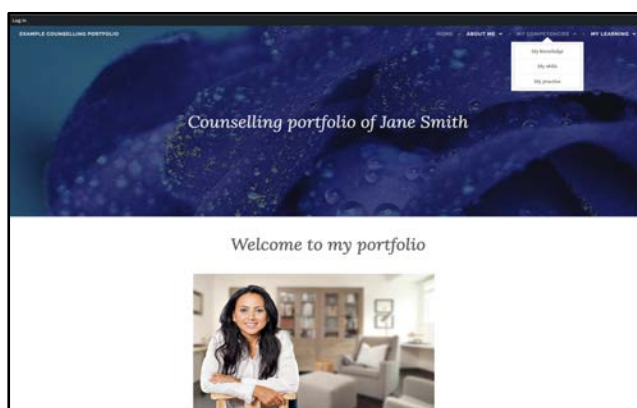 Log in
EXAMPLE COUNSELLING PORTFOLIO
HOME
ABOUT ME
MY COMPETENCIES
MY LEARNING
My knowledge
My skills
My practice
Counselling portfolio of Jane Smith
Welcome to my portfolio